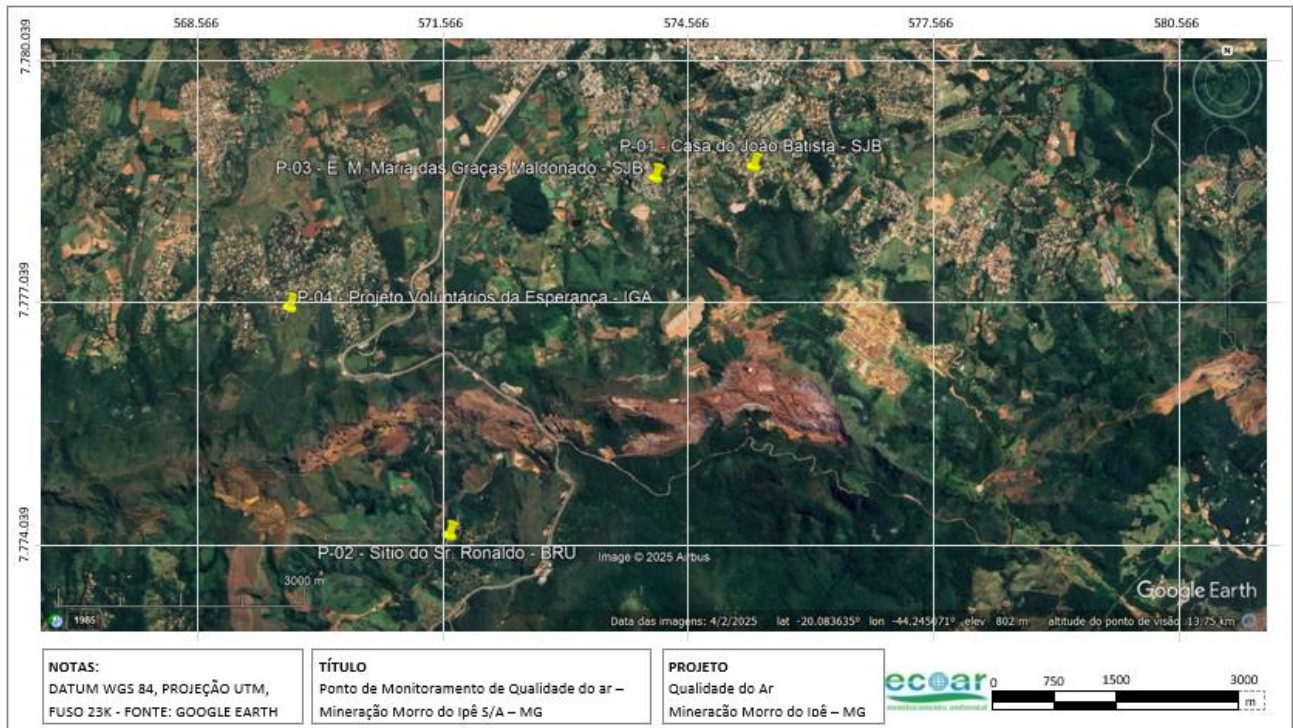 568.566 571.566 574.566 577.566 580.566
7.780.039
N
P-01 - Casa do João Batista - SJB
P-03 - E M Maria das Graças Maldonado - SJB
7.777.039
P-04 - Projeto Voluntários da Esperança - IGA
7.774.039
P-02 - Sítio do Sr. Ronaldo - BRU
Image © 2025 Airbus
3000 m
Google Earth
1985
Data das imagens: 4/2/2025 lat -20.083635° lon -44.245071° elev 802 m altitude do ponto de visão 13.75 km
NOTAS:
DATUM WGS 84, PROJEÇÃO UTM,
FUSO 23K - FONTE: GOOGLE EARTH
TÍTULO
Ponto de Monitoramento de Qualidade do ar –
Mineração Morro do Ipê S/A – MG
PROJETO
Qualidade do Ar
Mineração Morro do Ipê – MG
ecoar
monitoramento ambiental
0 750 1500 3000
m